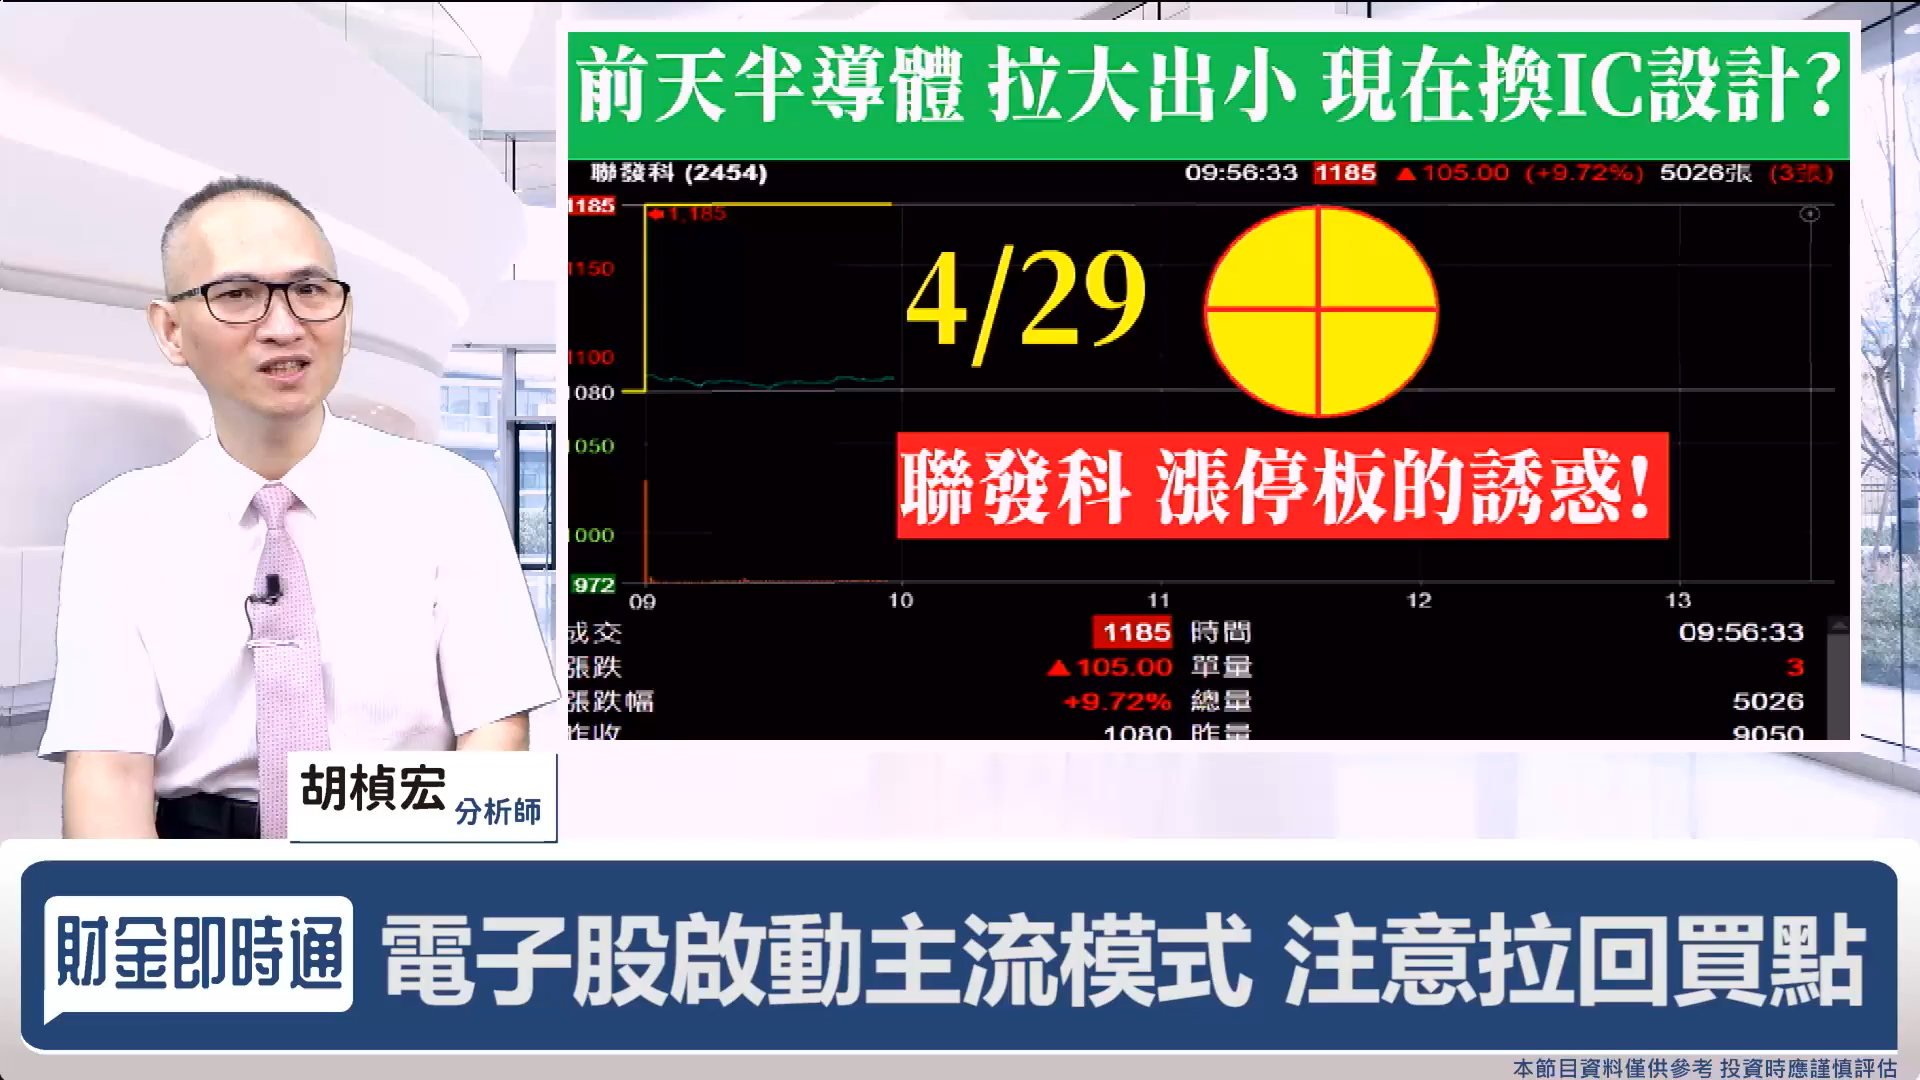 前天半導體 拉大出小 現在換IC設計?
聯發科 (2454)
09:56:33 1185 ▲105.00 (+9.72%) 5026張 (3張)
1185
1,185
1150
1100
1080
1050
1000
972
4/29
聯發科 漲停板的誘惑!
09 10 11 12 13
成交 1185 時間 09:56:33
漲跌 ▲105.00 單量 3
漲跌幅 +9.72% 總量 5026
昨收 1080 昨量 9050
胡楨宏 分析師
財金即時通
電子股啟動主流模式 注意拉回買點
本節目資料僅供參考 投資時應謹慎評估